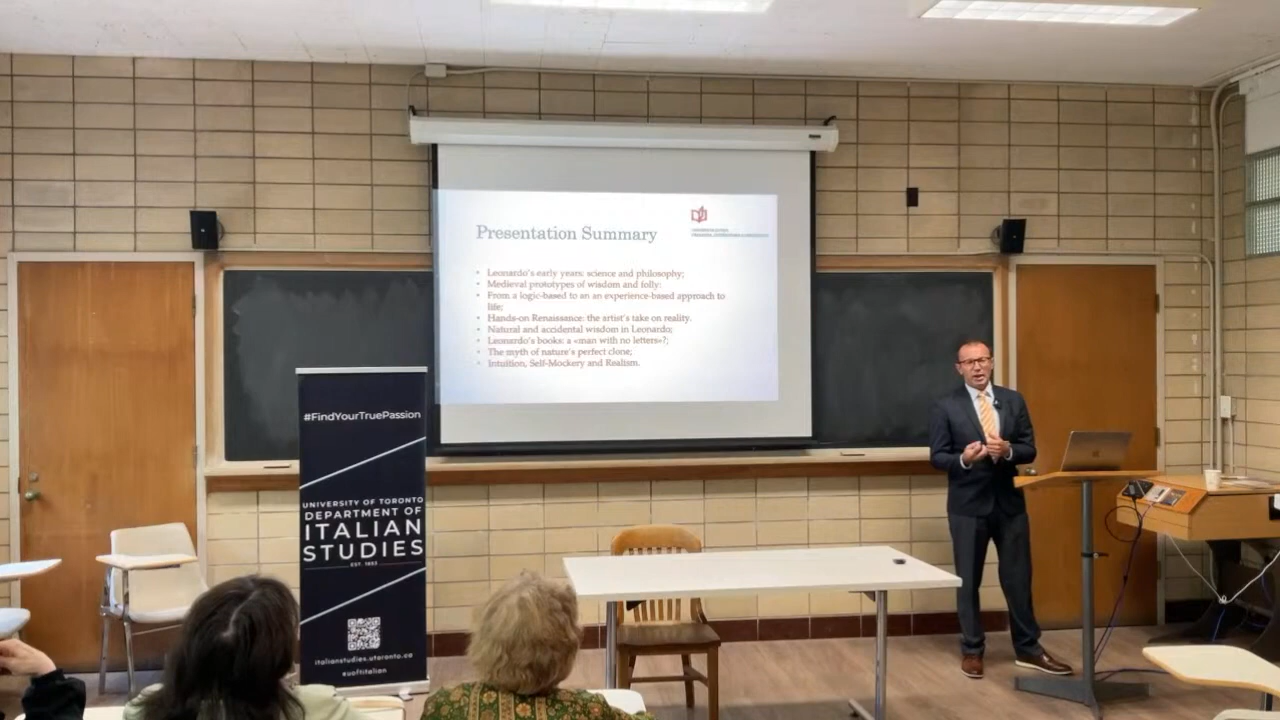 Presentation Summary
Leonardo's early years: science and philosophy;
Medieval prototypes of wisdom and folly:
From a logic-based to an an experience-based approach to
life;
Hands-on Renaissance: the artist's take on reality.
Natural and accidental wisdom in Leonardo;
Leonardo's books: a «man with no letters»?;
The myth of nature's perfect clone;
Intuition, Self-Mockery and Realism.
#FindYourTruePassion
UNIVERSITY OF TORONTO
DEPARTMENT OF
ITALIAN
STUDIES
EST. 1853
italianstudies.utoronto.ca
#uoftitalian